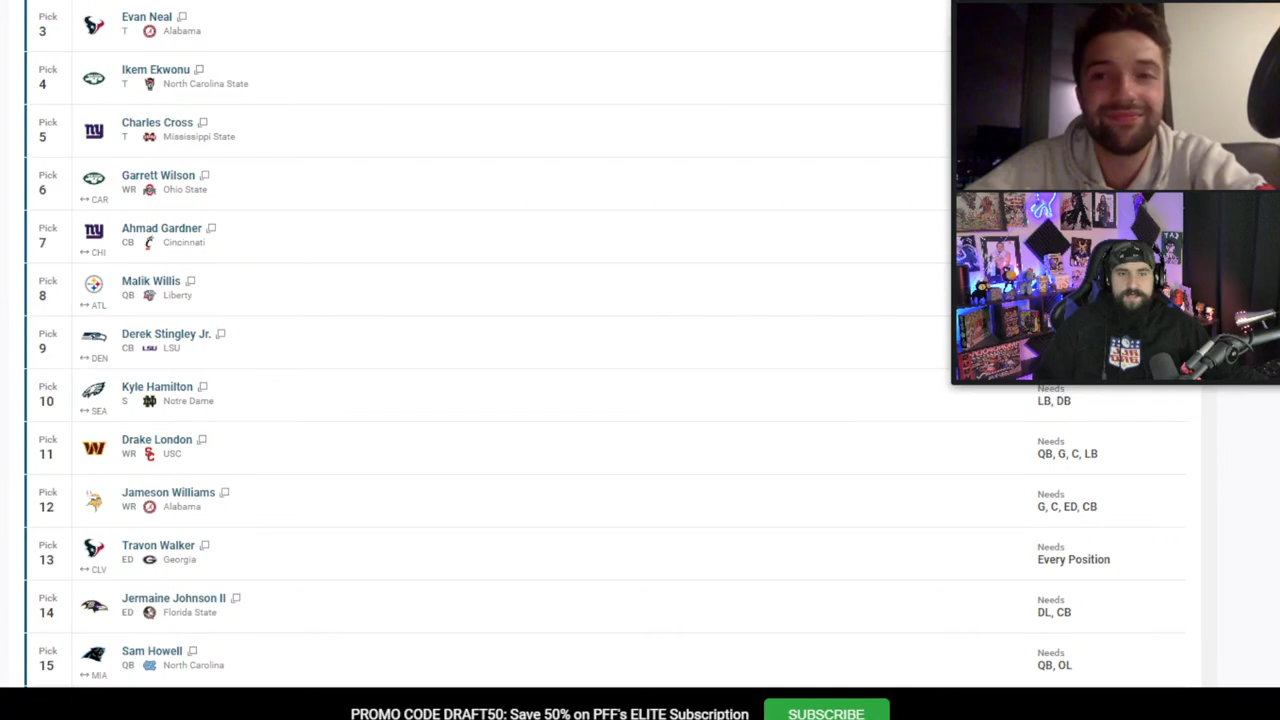 Pick
3
Evan Neal
T Alabama
Pick
4
Ikem Ekwonu
T North Carolina State
Pick
5
ny
Charles Cross
T Mississippi State
Pick
6
CAR
Garrett Wilson
WR Ohio State
Pick
7
ny
CHI
Ahmad Gardner
CB Cincinnati
Pick
8
ATL
Malik Willis
QB Liberty
Pick
9
DEN
Derek Stingley Jr.
CB LSU LSU
Pick
10
SEA
Kyle Hamilton
S Notre Dame
Needs
LB, DB
Pick
11
W
Drake London
WR SC USC
Needs
QB, G, C, LB
Pick
12
Jameson Williams
WR Alabama
Needs
G, C, ED, CB
Pick
13
CLV
Travon Walker
ED G Georgia
Needs
Every Position
Pick
14
Jermaine Johnson II
ED Florida State
Needs
DL, CB
Pick
15
MIA
Sam Howell
QB North Carolina
Needs
QB, OL
NFL
PROMO CODE DRAFT50: Save 50% on PFF's ELITE Subscription
SUBSCRIBE